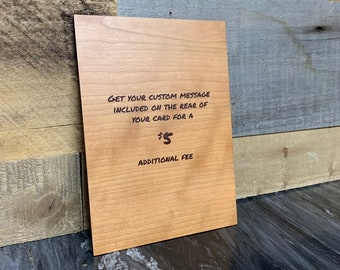 Get your custom message
included on the rear of
your card for a
$5
additional fee